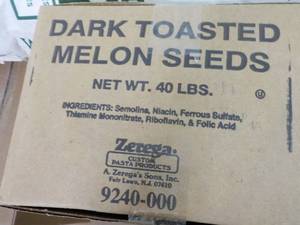 DARK TOASTED
MELON SEEDS
NET WT. 40 LBS.
U
INGREDIENTS: Semolina, Niacin, Ferrous Sulfate,
Thiamine Mononitrate, Riboflavin, & Folic Acid
Zerega.
CUSTOM
PASTA PRODUCTS
A. Zerega's Sons, Inc.
Fair Lawn, N.J. 07410
9240-000